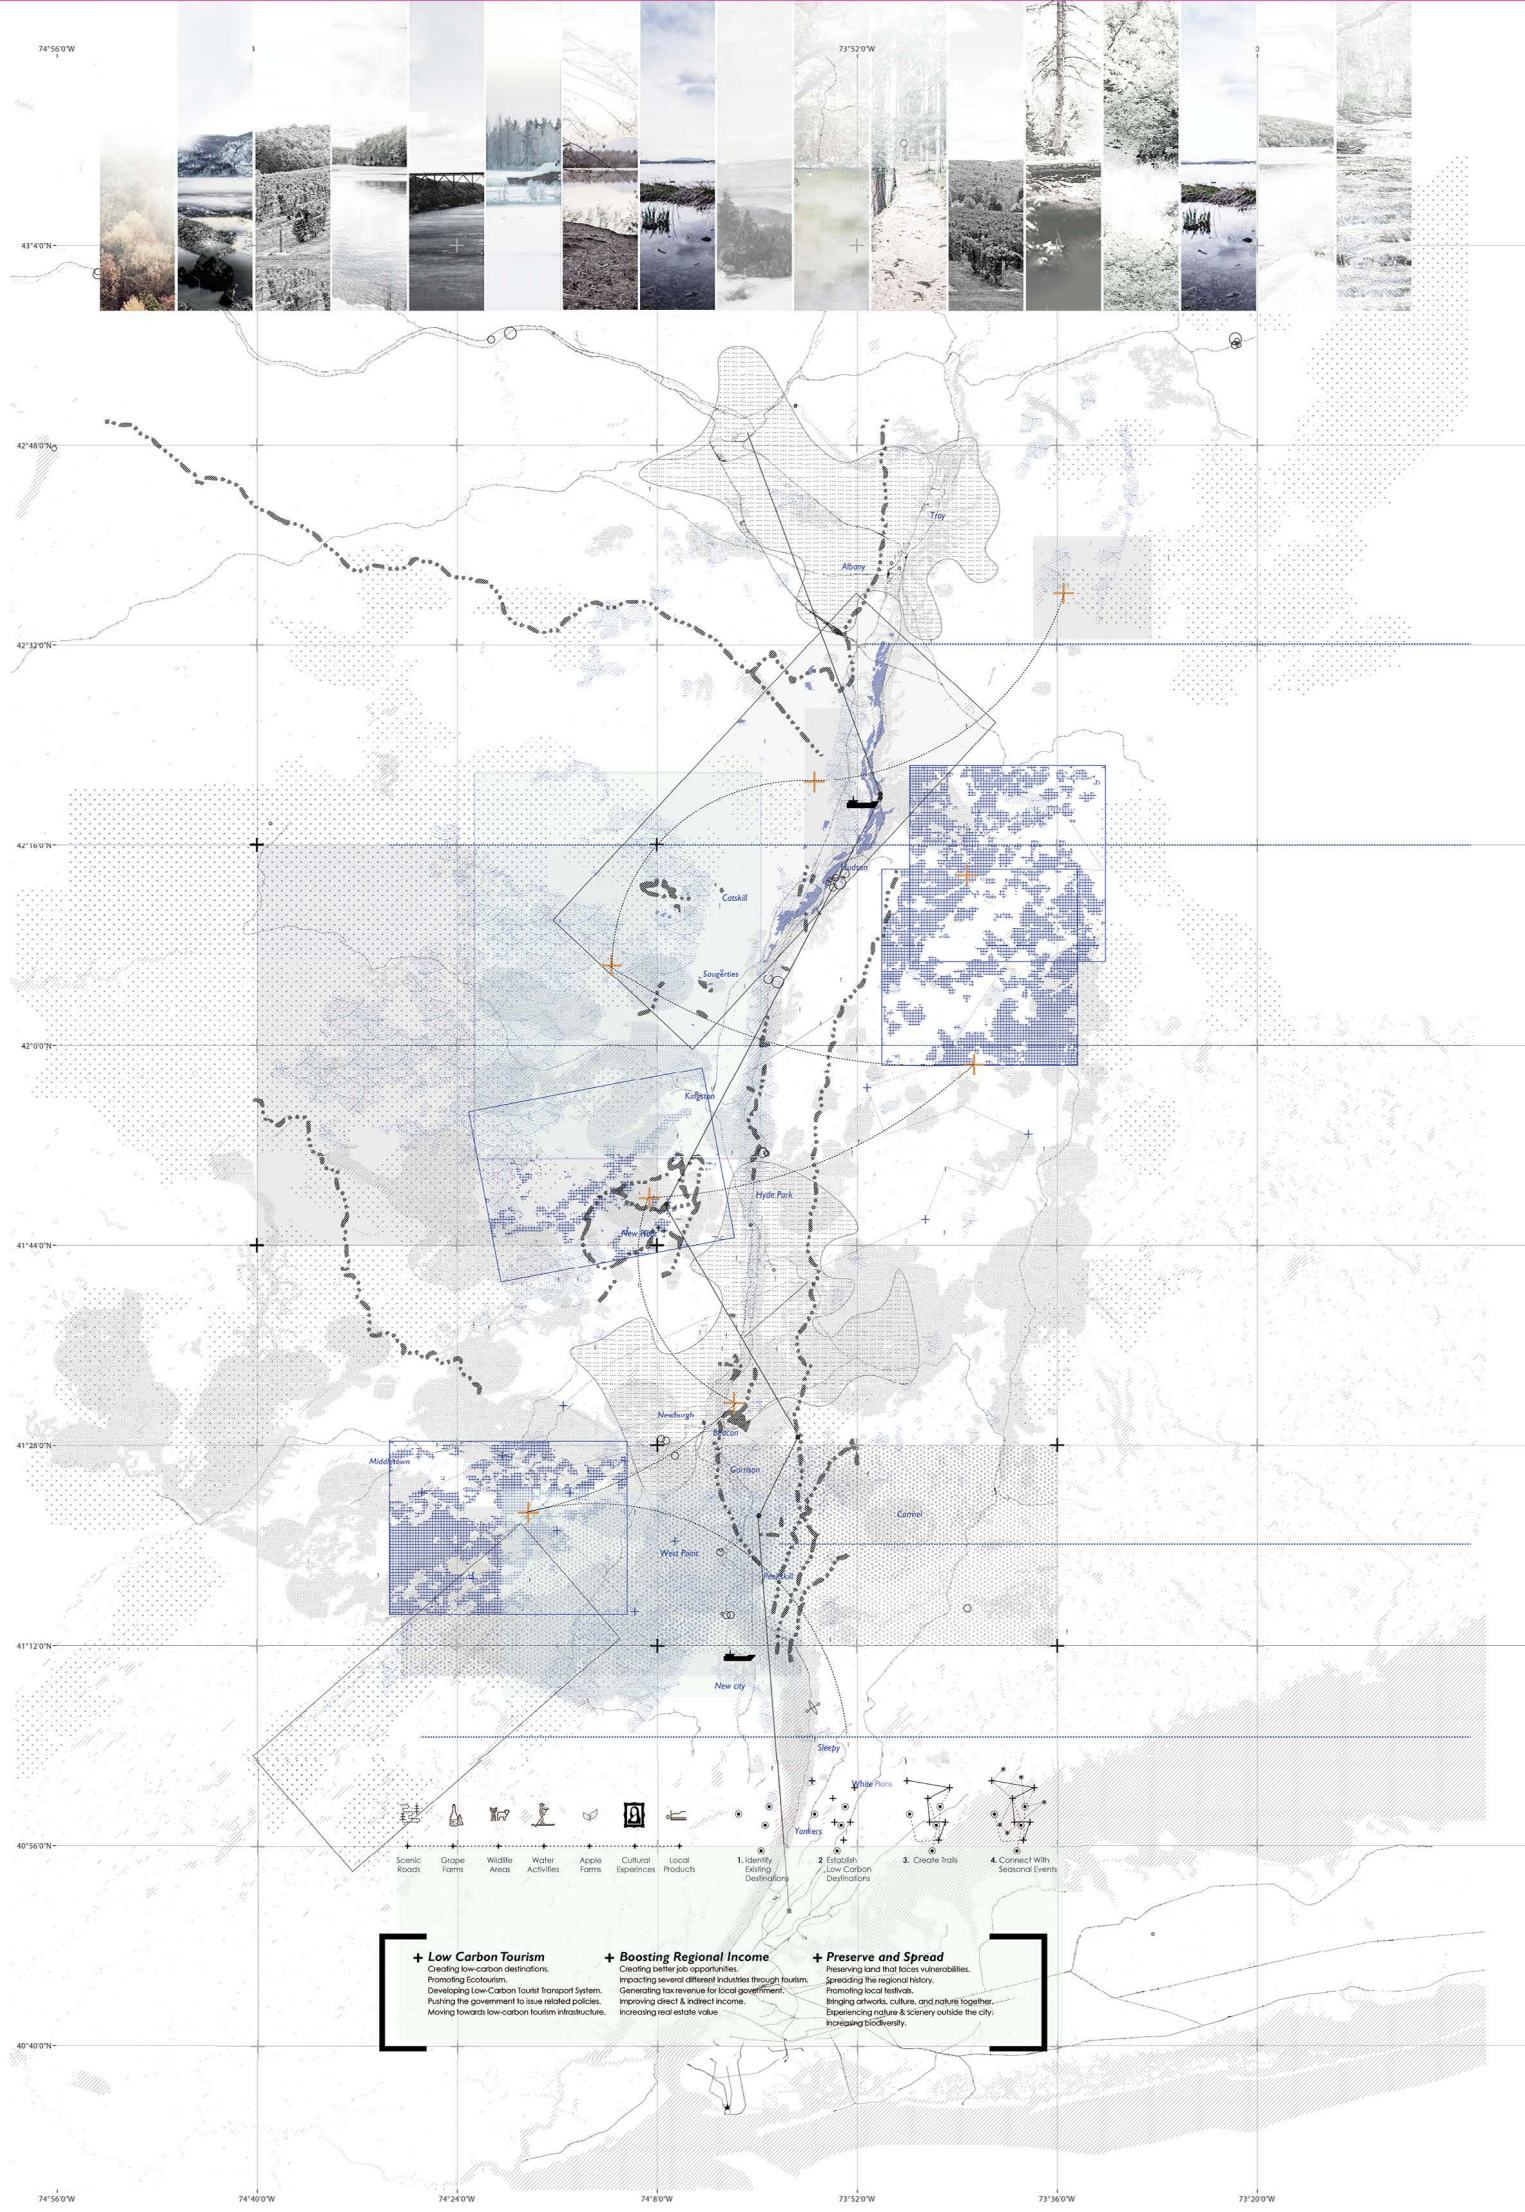 74°56'0"W
73°52'0"W
0
43°4'0"N
42°48'0"N
Troy
Albany
42°32'0"N
42°16'0"N
Hudson
Catskill
Saugerties
42°0'0"N
Kingston
Hyde Park
New Paltz
41°44'0"N
Newburgh
Beacon
41°28'0"N
Middletown
Garrison
Carmel
West Point
Peekskill
41°12'0"N
New city
Sleepy
White Plains
Yonkers
40°56'0"N
Scenic
Roads
Grape
Farms
Wildlife
Areas
Water
Activities
Apple
Farms
Cultural
Experinces
Local
Products
1. Identify
Existing
Destinations
2 Establish
Low Carbon
Destinations
3. Create Trails
4. Connect With
Seasonal Events
+ Low Carbon Tourism
Creating low-carbon destinations.
Promoting Ecotourism.
Developing Low-Carbon Tourist Transport System.
Pushing the government to issue related policies.
Moving towards low-carbon tourism infrastructure.
+ Boosting Regional Income
Creating better job opportunities.
Impacting several different industries through tourism.
Generating tax revenue for local government.
Improving direct & indirect income.
Increasing real estate value
+ Preserve and Spread
Preserving land that faces vulnerabilities.
Spreading the regional history.
Promoting local festivals.
Bringing artworks, culture, and nature together.
Experiencing nature & scenery outside the city.
Increasing biodiversity.
40°40'0"N
74°56'0"W
74°40'0"W
74°24'0"W
74°8'0"W
73°52'0"W
73°36'0"W
73°20'0"W